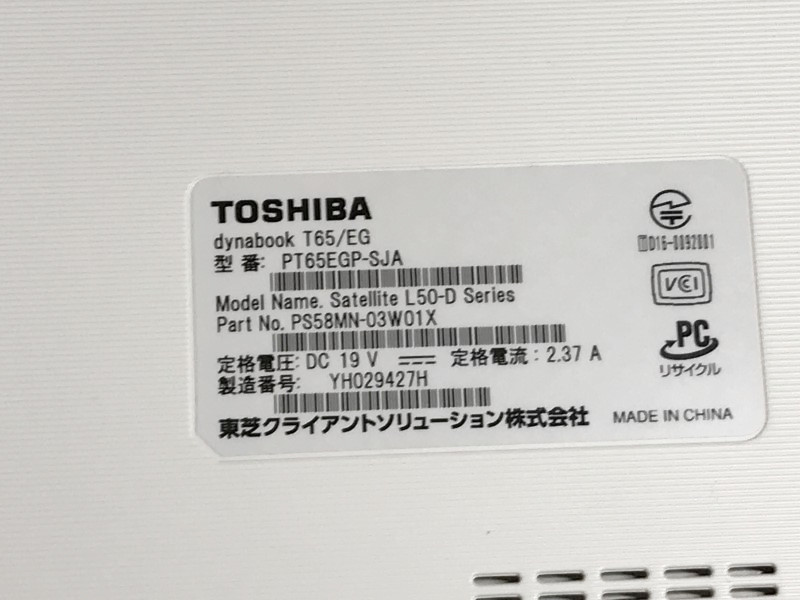 TOSHIBA
dynabook T65/EG
型 番: PT65EGP-SJA
Model Name. Satellite L50-D Series
Part No. PS58MN-03W01X
定格電圧: DC 19 V 定格電流: 2.37 A
製造番号: YH029427H
東芝クライアントソリューション株式会社
D16-0092001
VCI
PC
リサイクル
MADE IN CHINA